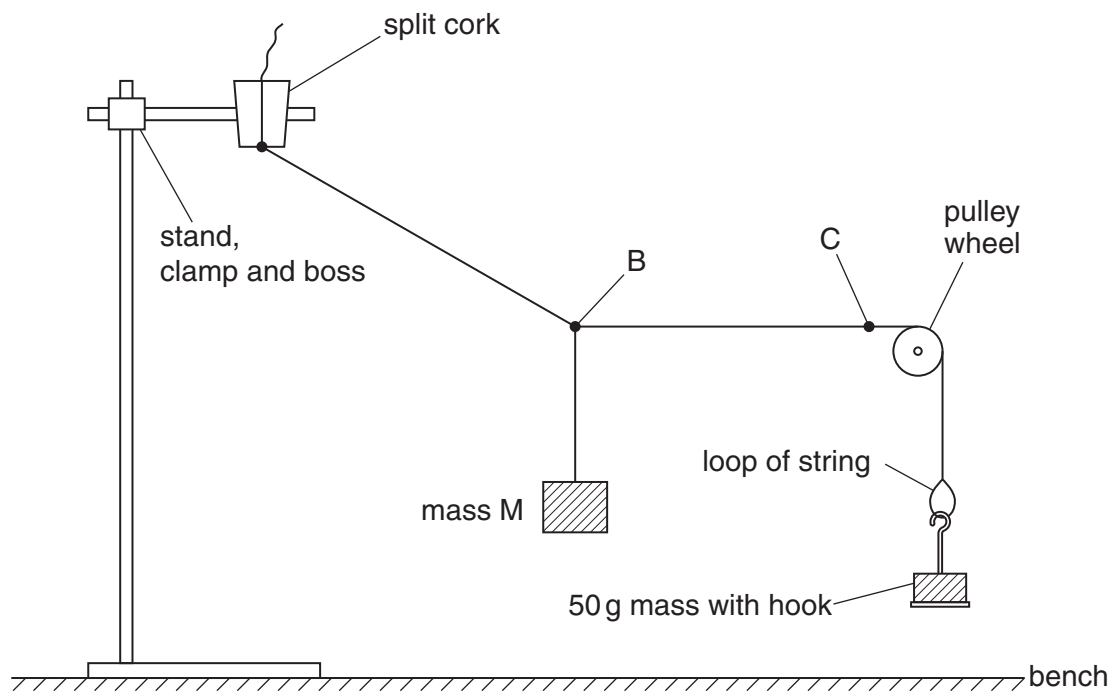 split cork
stand,
clamp and boss
B
C
pulley
wheel
loop of string
mass M
50 g mass with hook
bench